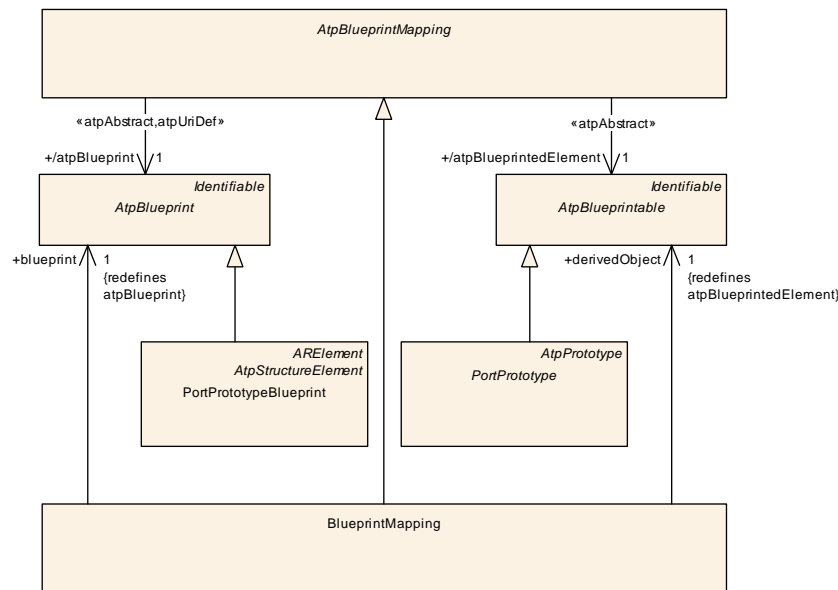 AtpBlueprintMapping
«atpAbstract,atpUriDef»
«atpAbstract»
+/atpBlueprint 1
+/atpBlueprintedElement 1
Identifiable
AtpBlueprint
Identifiable
AtpBlueprintable
+blueprint 1
{redefines
atpBlueprint}
+derivedObject 1
{redefines
atpBlueprintedElement}
ARElement
AtpStructureElement
PortPrototypeBlueprint
AtpPrototype
PortPrototype
BlueprintMapping